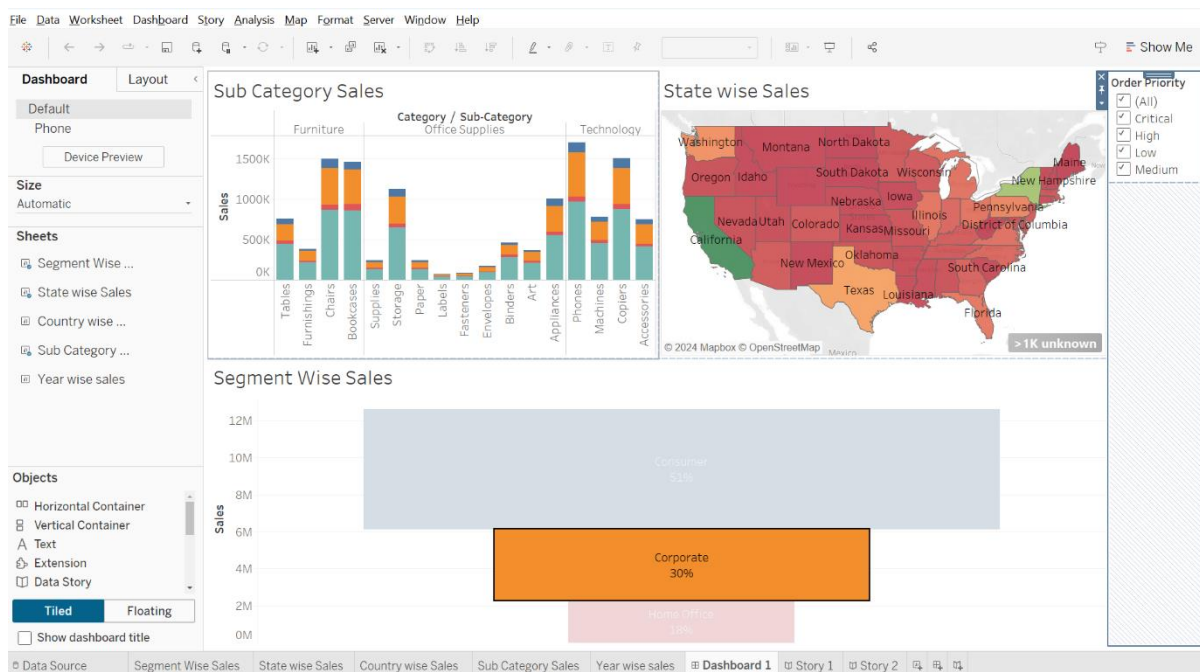 File Data Worksheet Dashboard Story Analysis Map Format Server Window Help
Show Me
Dashboard Layout
Default
Phone
Device Preview
Size
Automatic
Sheets
Segment Wise ...
State wise Sales
Country wise ...
Sub Category ...
Year wise sales
Objects
Horizontal Container
Vertical Container
Text
Extension
Data Story
Tiled Floating
Show dashboard title
Sub Category Sales
Category / Sub-Category
Furniture Office Supplies Technology
Sales
1500K
1000K
500K
0K
Tables
Furnishings
Chairs
Bookcases
Supplies
Storage
Paper
Labels
Fasteners
Envelopes
Binders
Art
Appliances
Phones
Machines
Copiers
Accessories
State wise Sales
Washington
Montana
North Dakota
Maine
Oregon
Idaho
South Dakota
Wisconsin
New Hampshire
Nebraska
Iowa
Illinois
Pennsylvania
Nevada
Utah
Colorado
Kansas
Missouri
District of Columbia
California
New Mexico
Oklahoma
South Carolina
Texas
Louisiana
Florida
© 2024 Mapbox © OpenStreetMap
Mexico
>1K unknown
Order Priority
(All)
Critical
High
Low
Medium
Segment Wise Sales
Sales
12M
10M
8M
6M
4M
2M
0M
Consumer
51%
Corporate
30%
Home Office
18%
Data Source Segment Wise Sales State wise Sales Country wise Sales Sub Category Sales Year wise sales Dashboard 1 Story 1 Story 2